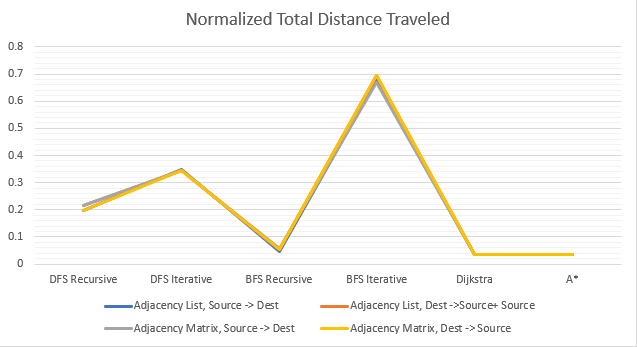 Normalized Total Distance Traveled
0.8
0.7
0.6
0.5
0.4
0.3
0.2
0.1
0
DFS Recursive DFS Iterative BFS Recursive BFS Iterative Dijkstra A*
Adjacency List, Source -> Dest Adjacency List, Dest ->Source+ Source
Adjacency Matrix, Source -> Dest Adjacency Matrix, Dest -> Source